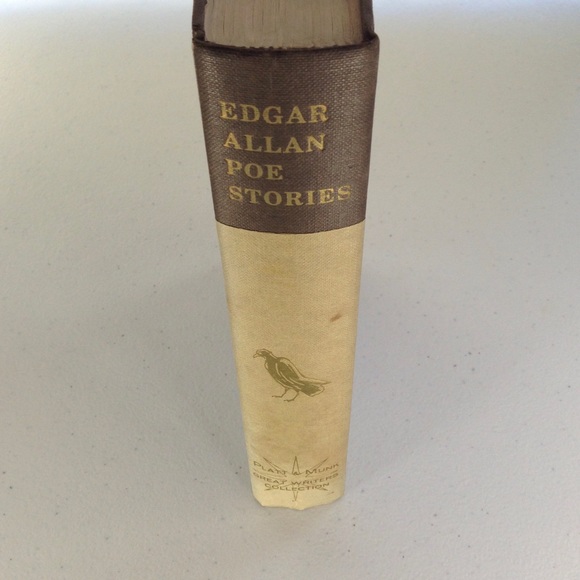 EDGAR
ALLAN
POE
STORIES
PLATT & MUNK
GREAT WRITERS
COLLECTION